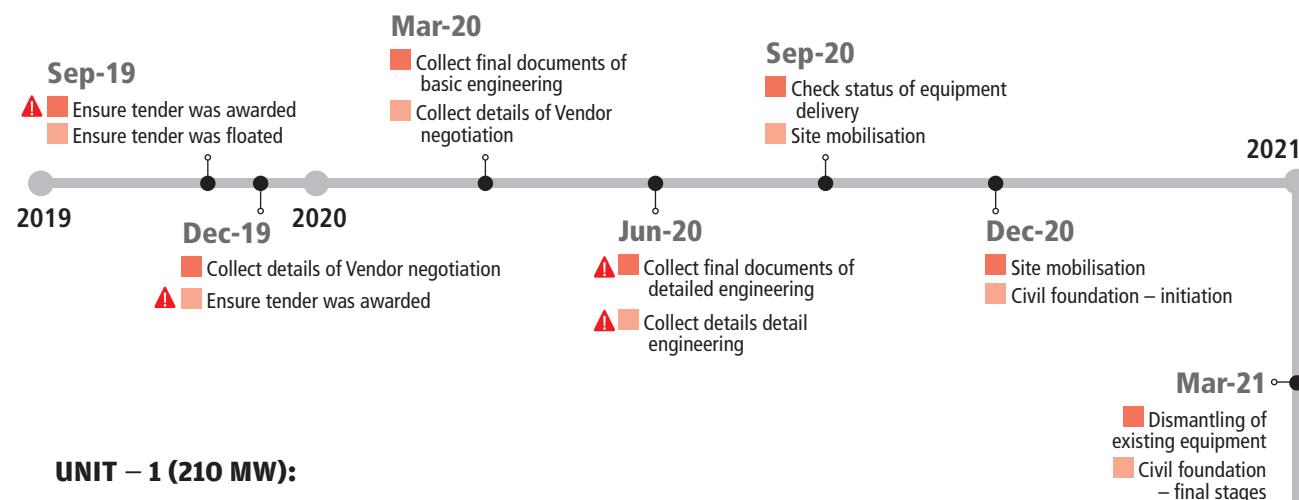 Mar-20
Collect final documents of
basic engineering
Collect details of Vendor
negotiation
Sep-19
Ensure tender was awarded
Ensure tender was floated
Sep-20
Check status of equipment
delivery
Site mobilisation
2021
2019
2020
Dec-19
Collect details of Vendor negotiation
Ensure tender was awarded
Jun-20
Collect final documents of
detailed engineering
Collect details detail
engineering
Dec-20
Site mobilisation
Civil foundation – initiation
Mar-21
Dismantling of
existing equipment
Civil foundation
– final stages
UNIT – 1 (210 MW):